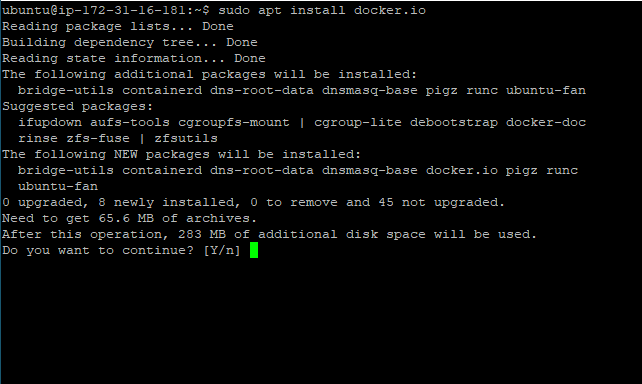 ubuntu@ip-172-31-16-181:~$ sudo apt install docker.io
Reading package lists... Done
Building dependency tree... Done
Reading state information... Done
The following additional packages will be installed:
  bridge-utils containerd dns-root-data dnsmasq-base pigz runc ubuntu-fan
Suggested packages:
  ifupdown aufs-tools cgroupfs-mount | cgroup-lite debootstrap docker-doc
  rinse zfs-fuse | zfsutils
The following NEW packages will be installed:
  bridge-utils containerd dns-root-data dnsmasq-base docker.io pigz runc
  ubuntu-fan
0 upgraded, 8 newly installed, 0 to remove and 45 not upgraded.
Need to get 65.6 MB of archives.
After this operation, 283 MB of additional disk space will be used.
Do you want to continue? [Y/n]